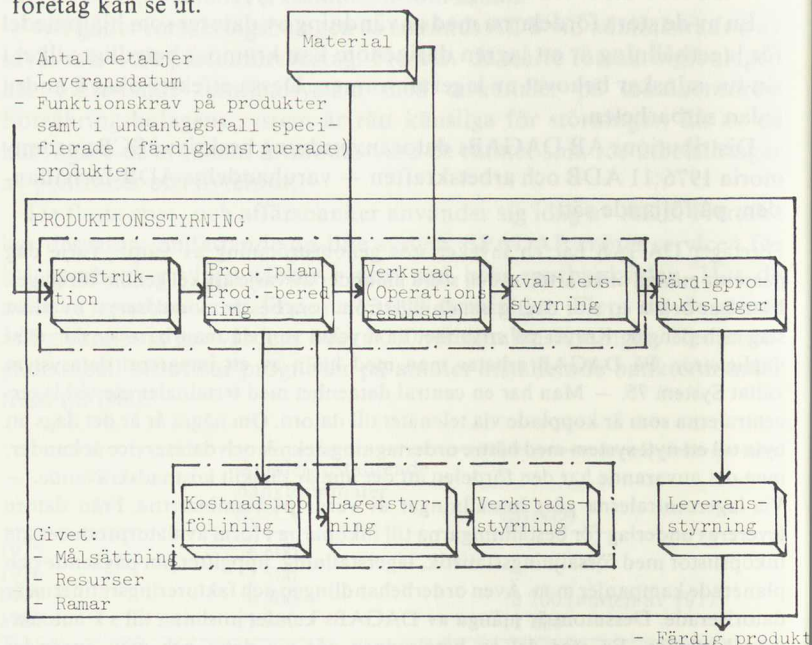 företag kan se ut.
Material
- Antal detaljer
- Leveransdatum
- Funktionskrav på produkter
samt i undantagsfall speci-
fierade (färdigkonstruerade)
produkter
PRODUKTIONSSTYRNING
Konstruk-
tion
Prod.-plan
Prod.-bered
ning
Verkstad
(Operations
resurser)
Kvalitets-
styrning
Färdigpro-
duktslager
Kostnadsupp
följning
Lagerstyr-
ning
Verkstads-
styrning
Leverans-
styrning
Givet:
- Målsättning
- Resurser
- Ramar
- Färdig produkt